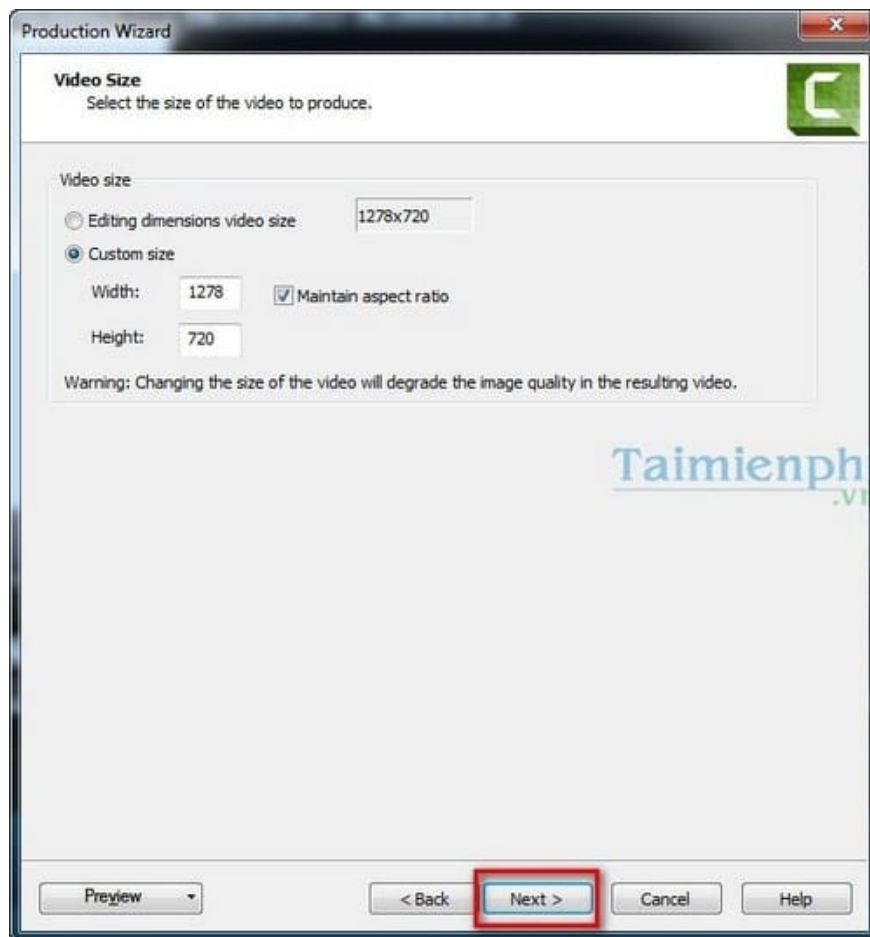 Production Wizard
Video Size
Select the size of the video to produce.
Video size
Editing dimensions video size 1278x720
Custom size
Width: 1278 Maintain aspect ratio
Height: 720
Warning: Changing the size of the video will degrade the image quality in the resulting video.
Taimienph
.vn
Preview < Back Next > Cancel Help